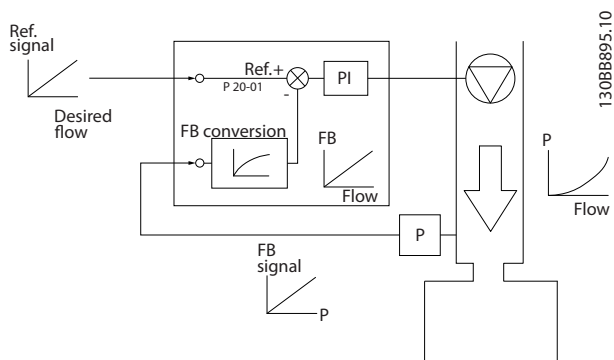 Ref.
signal
Desired
flow
Ref.+
P 20-01
-
PI
FB conversion
FB
Flow
P
FB
signal
P
P
Flow
130BB895.10